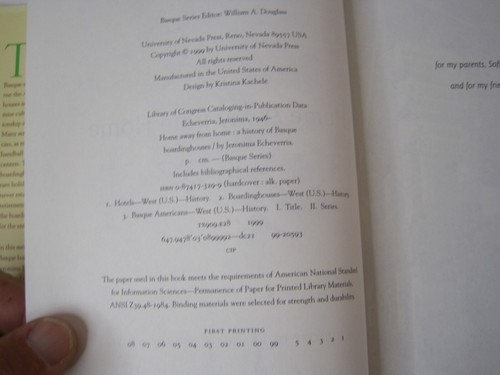 Basque Series Editor: William A. Douglass
University of Nevada Press, Reno, Nevada 89557 USA
Copyright © 1999 by University of Nevada Press
All rights reserved
Manufactured in the United States of America
Design by Kristina Kachele
Library of Congress Cataloging-in-Publication Data
Echeverria, Jeronima, 1946-
Home away from home : a history of Basque
boardinghouses / by Jeronima Echeverria.
p. cm. — (Basque Series)
Includes bibliographical references.
ISBN 0-87417-329-9 (hardcover : alk. paper)
1. Hotels—West (U.S.)—History. 2. Boardinghouses—West (U.S.)—History.
3. Basque Americans—West (U.S.)—History. I. Title. II. Series.
TX909.E28 1999
647.9478'03'0899992—dc21 99-20593
CIP
The paper used in this book meets the requirements of American National Standard
for Information Sciences—Permanence of Paper for Printed Library Materials,
ANSI Z39.48-1984. Binding materials were selected for strength and durability.
FIRST PRINTING
08 07 06 05 04 03 02 01 00 99 5 4 3 2 1
for my parents,
and for my